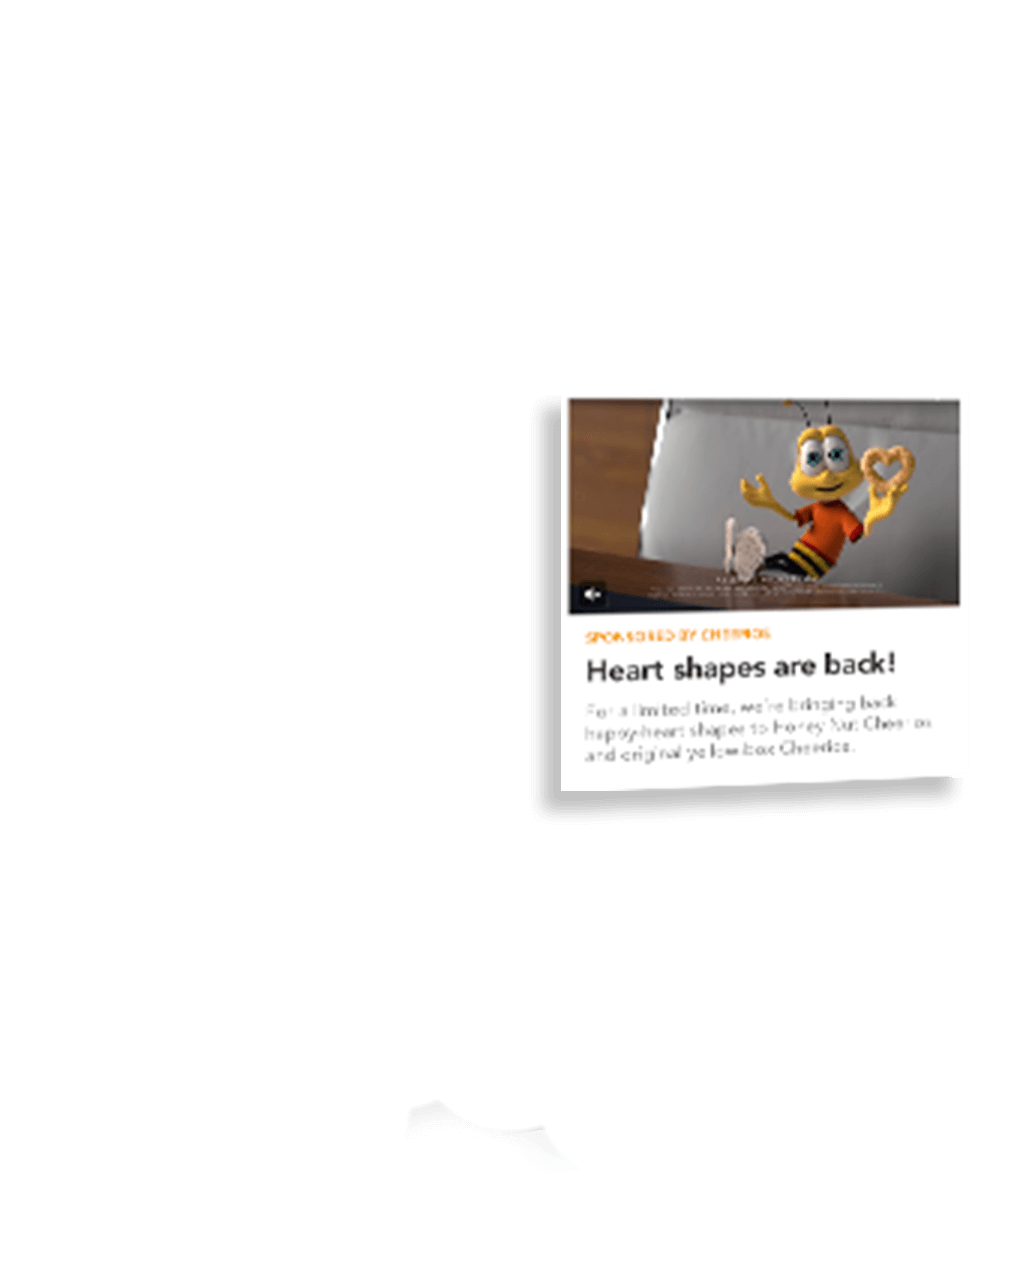 SPONSORED BY CHEERIOS
Heart shapes are back!
For a limited time, we're bringing back
happy-heart shapes to Honey Nut Cheerios
and original yellow-box Cheerios.